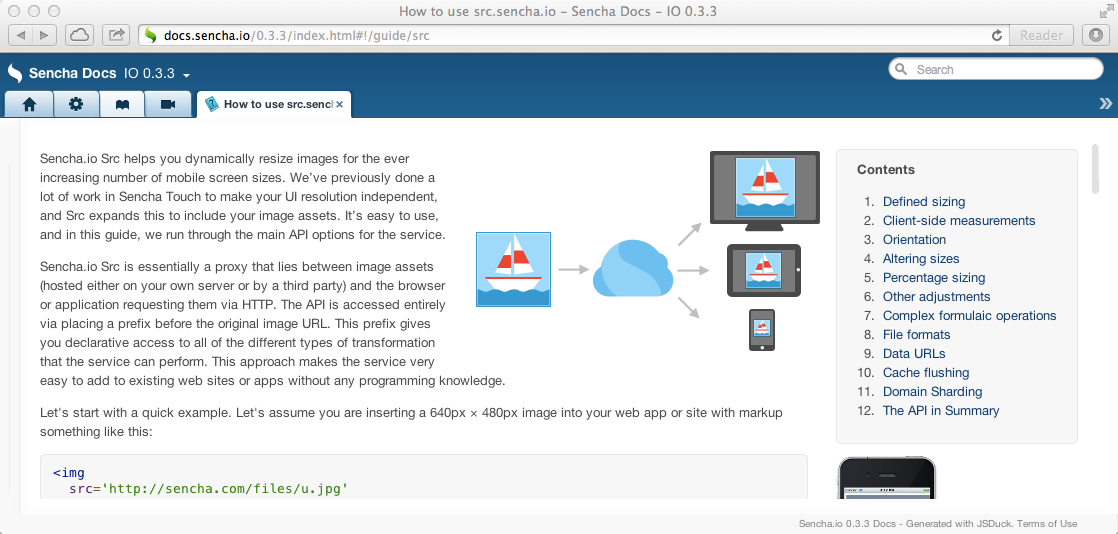 How to use src.sencha.io – Sencha Docs – IO 0.3.3
docs.sencha.io/0.3.3/index.html#!/guide/src
Reader
Sencha Docs IO 0.3.3
Search
How to use src.sencl
Sencha.io Src helps you dynamically resize images for the ever
increasing number of mobile screen sizes. We’ve previously done a
lot of work in Sencha Touch to make your UI resolution independent,
and Src expands this to include your image assets. It’s easy to use,
and in this guide, we run through the main API options for the service.
Sencha.io Src is essentially a proxy that lies between image assets
(hosted either on your own server or by a third party) and the browser
or application requesting them via HTTP. The API is accessed entirely
via placing a prefix before the original image URL. This prefix gives
you declarative access to all of the different types of transformation
that the service can perform. This approach makes the service very
easy to add to existing web sites or apps without any programming knowledge.
Let's start with a quick example. Let's assume you are inserting a 640px × 480px image into your web app or site with markup
something like this:
<img
src='http://sencha.com/files/u.jpg'
Contents
1. Defined sizing
2. Client-side measurements
3. Orientation
4. Altering sizes
5. Percentage sizing
6. Other adjustments
7. Complex formulaic operations
8. File formats
9. Data URLs
10. Cache flushing
11. Domain Sharding
12. The API in Summary
Sencha.io 0.3.3 Docs - Generated with JSDuck. Terms of Use